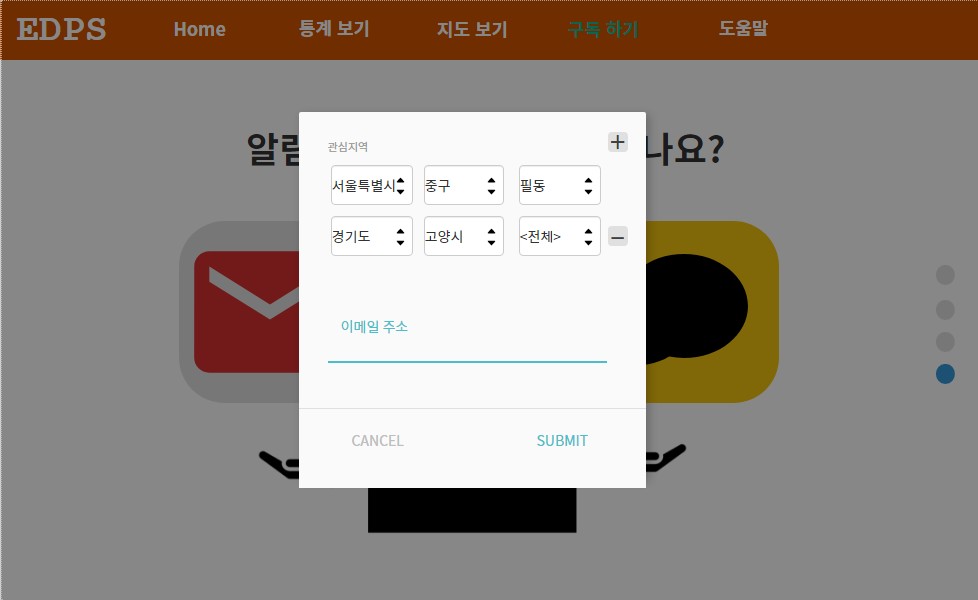 EDPS Home 통계 보기 지도 보기 구독 하기 도움말
알림 나요?
관심지역 +
서울특별시 중구 필동
경기도 고양시 <전체> −
이메일 주소
CANCEL SUBMIT